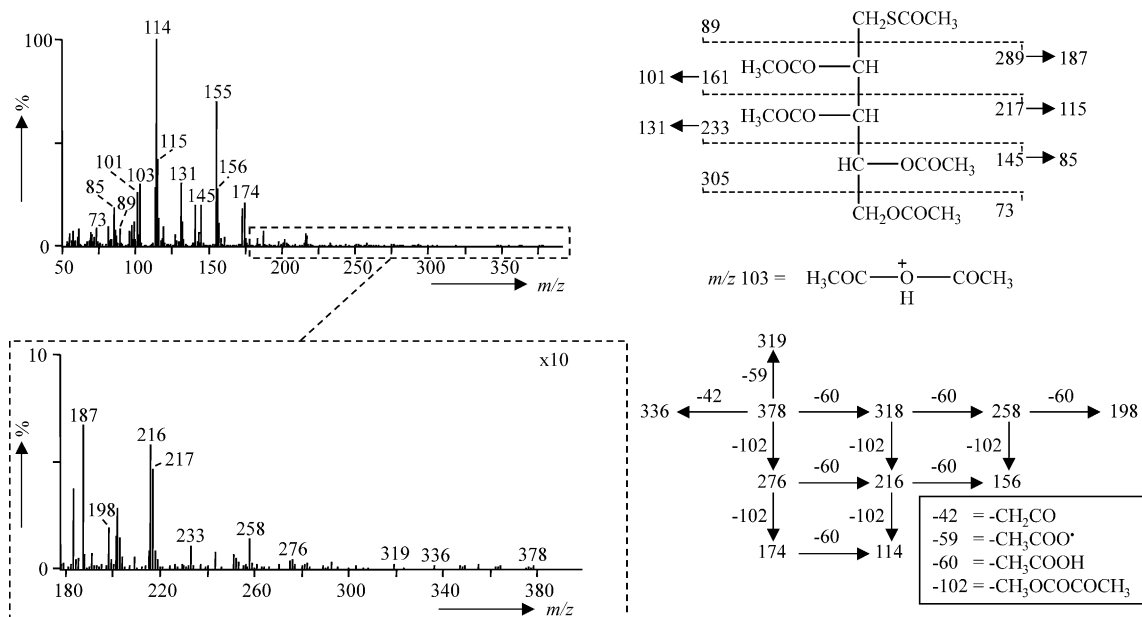 100
%
0
114
155
115
156
101
103
131
145
174
85
89
73
50
100
150
200
250
300
350
m/z
10
%
0
x10
187
216
217
198
233
258
276
319
336
378
180
220
260
300
340
380
m/z
CH₂SCOCH₃
89
289 187
H₃COCO CH
101 161
H₃COCO CH
217 115
131 233
HC OCOCH₃
145 85
305
CH₂OCOCH₃
73
m/z 103 = H₃COC O COCH₃
+
H
319
-59
336 -42 378 -60 318 -60 258 -60 198
-102 -102 -102
276 -60 216 -60 156
-102 -102
174 -60 114
-42 = -CH₂CO
-59 = -CH₃COO•
-60 = -CH₃COOH
-102 = -CH₃OCOCOCH₃